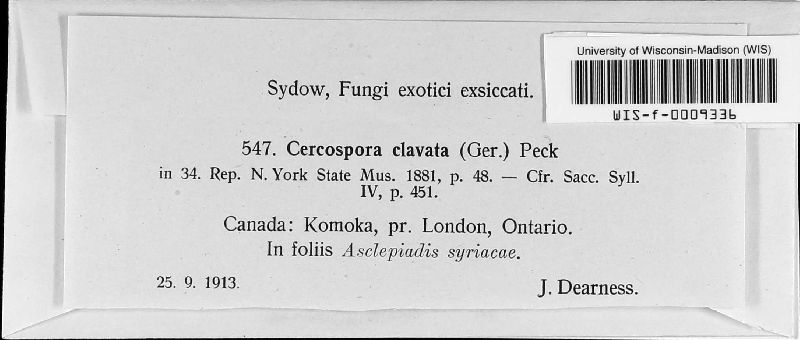 University of Wisconsin-Madison (WIS)
WIS-f-0009336
Sydow, Fungi exotici exsiccati.
547. Cercospora clavata (Ger.) Peck
in 34. Rep. N. York State Mus. 1881, p. 48. — Cfr. Sacc. Syll.
IV, p. 451.
Canada: Komoka, pr. London, Ontario.
In foliis Asclepiadis syriacae.
25. 9. 1913.
J. Dearness.